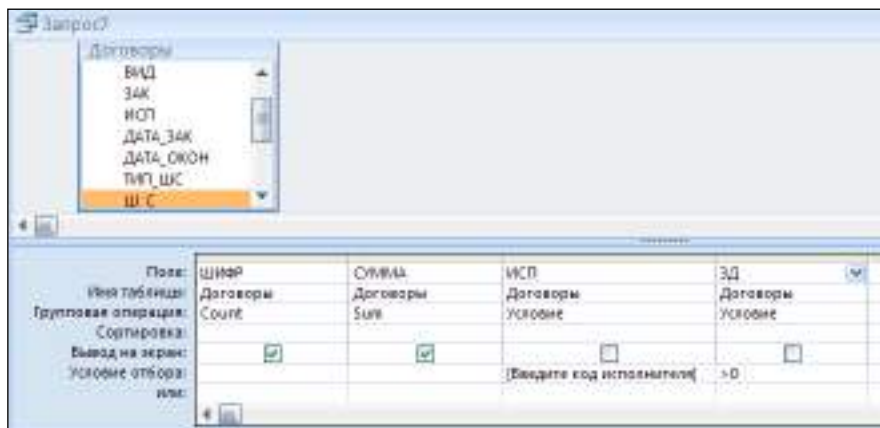 Запрос7
Договоры
ВИД
ЗАК
ИСП
ДАТА_ЗАК
ДАТА_ОКОН
ТИП_ШС
Ш_С
Поле: ШИФР СУММА ИСП ЗД
Имя таблицы: Договоры Договоры Договоры Договоры
Групповая операция: Count Sum Условие Условие
Сортировка:
Вывод на экран:
Условие отбора: [Введите код исполнителя] >0
или: